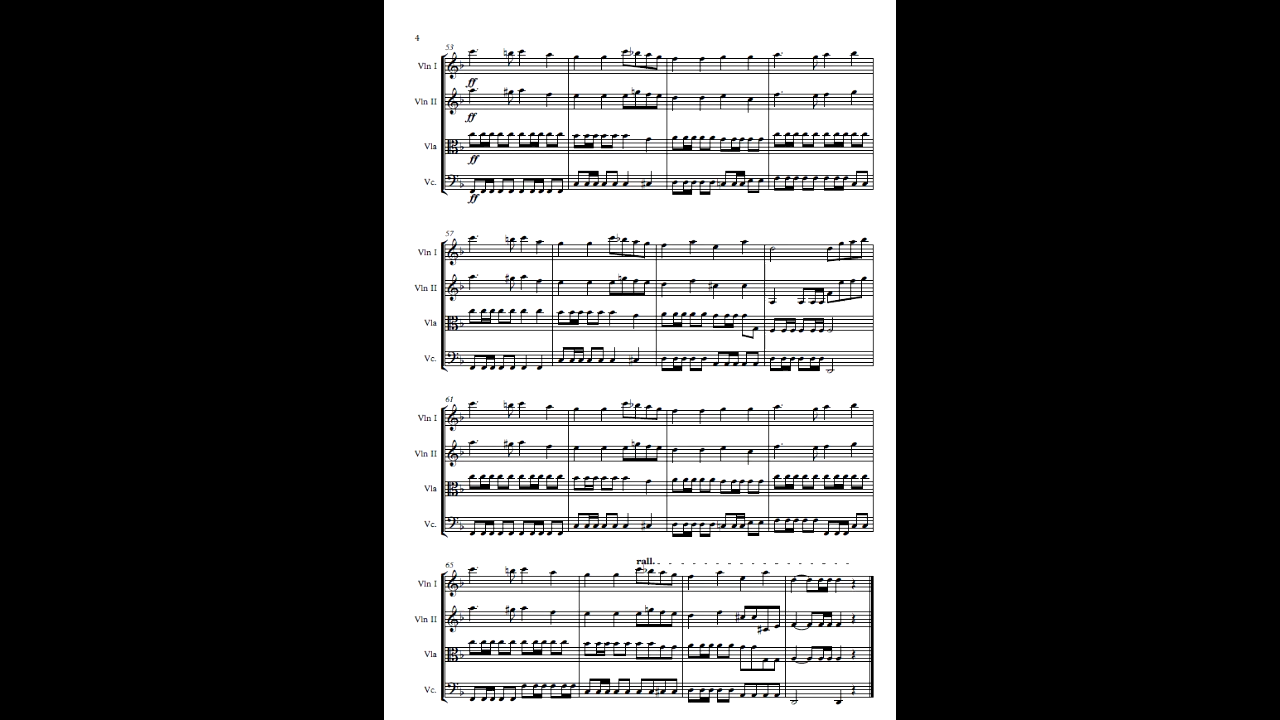 4
53
Vln I
ff
Vln II
ff
Vla
ff
Vc.
ff
57
Vln I
Vln II
Vla
Vc.
61
Vln I
Vln II
Vla
Vc.
65
rall.
Vln I
Vln II
Vla
Vc.